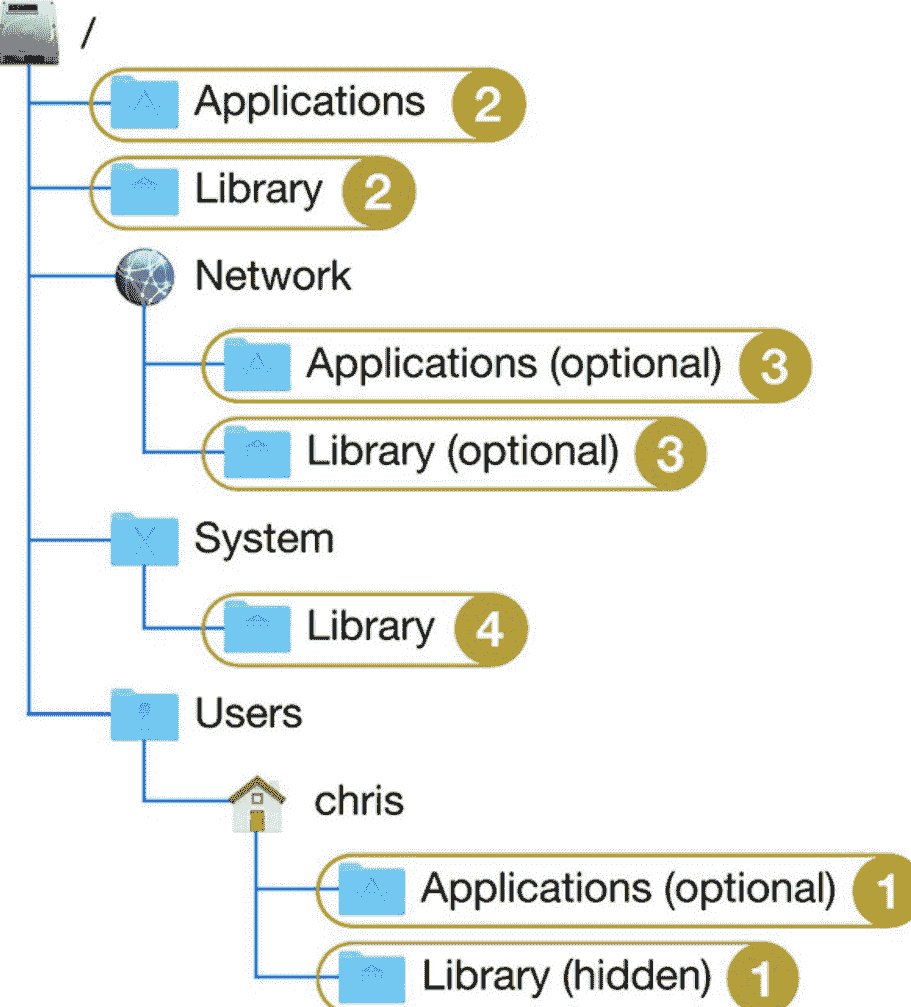 /
Applications 2
Library 2
Network
Applications (optional) 3
Library (optional) 3
System
Library 4
Users
chris
Applications (optional) 1
Library (hidden) 1